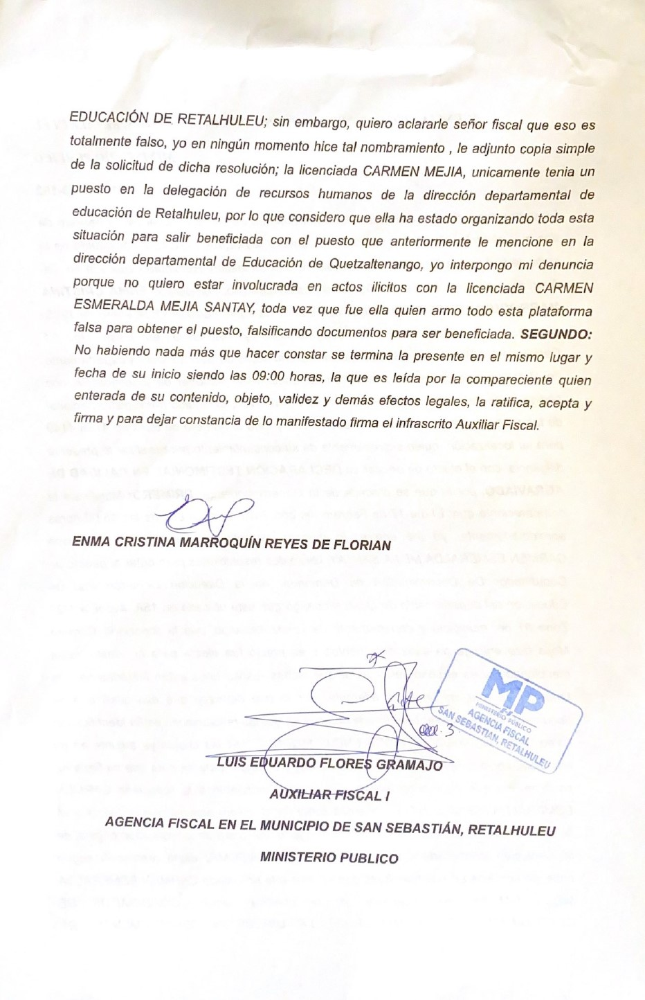 EDUCACIÓN DE RETALHULEU; sin embargo, quiero aclararle señor fiscal que eso es
totalmente falso, yo en ningún momento hice tal nombramiento , le adjunto copia simple
de la solicitud de dicha resolución; la licenciada CARMEN MEJIA, unicamente tenia un
puesto en la delegación de recursos humanos de la dirección departamental de
educación de Retalhuleu, por lo que considero que ella ha estado organizando toda esta
situación para salir beneficiada con el puesto que anteriormente le mencione en la
dirección departamental de Educación de Quetzaltenango, yo interpongo mi denuncia
porque no quiero estar involucrada en actos ilicitos con la licenciada CARMEN
ESMERALDA MEJIA SANTAY, toda vez que fue ella quien armo todo esta plataforma
falsa para obtener el puesto, falsificando documentos para ser beneficiada. SEGUNDO:
No habiendo nada más que hacer constar se termina la presente en el mismo lugar y
fecha de su inicio siendo las 09:00 horas, la que es leída por la compareciente quien
enterada de su contenido, objeto, validez y demás efectos legales, la ratifica, acepta y
firma y para dejar constancia de lo manifestado firma el infrascrito Auxiliar Fiscal.
ENMA CRISTINA MARROQUÍN REYES DE FLORIAN
MP
MINISTERIO PÚBLICO
AGENCIA FISCAL
SAN SEBASTIAN, RETALHULEU
LUIS EDUARDO FLORES GRAMAJO
AUXILIAR FISCAL I
AGENCIA FISCAL EN EL MUNICIPIO DE SAN SEBASTIÁN, RETALHULEU
MINISTERIO PUBLICO